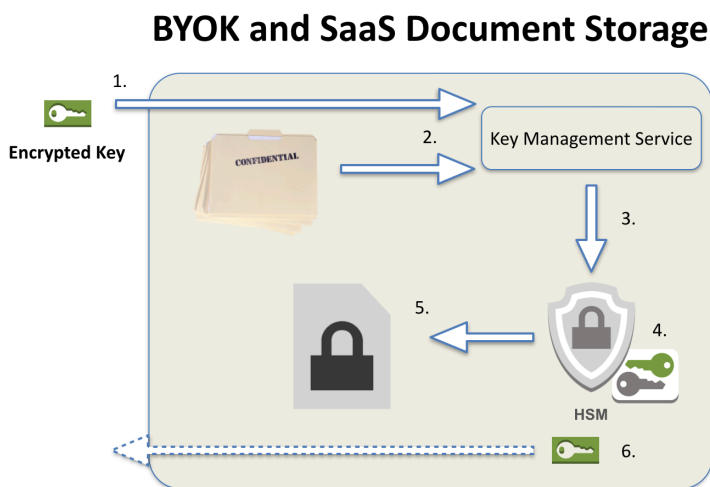 BYOK and SaaS Document Storage
1.
Encrypted Key
CONFIDENTIAL
2.
Key Management Service
3.
5.
4.
HSM
6.